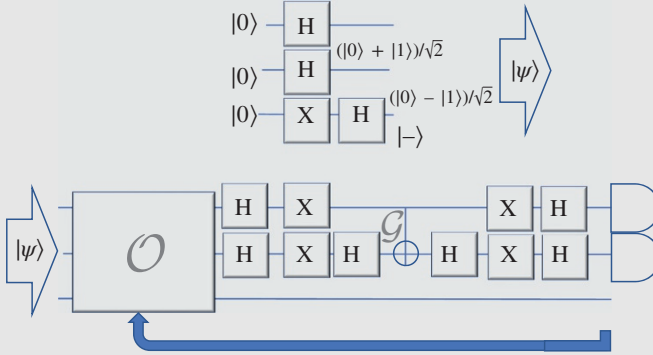 |0⟩ H
(|0⟩ + |1⟩)/√2
|0⟩ H |ψ⟩
(|0⟩ − |1⟩)/√2
|0⟩ X H
|−⟩
H X X H
𝒢
|ψ⟩ 𝒪 H X H H X H